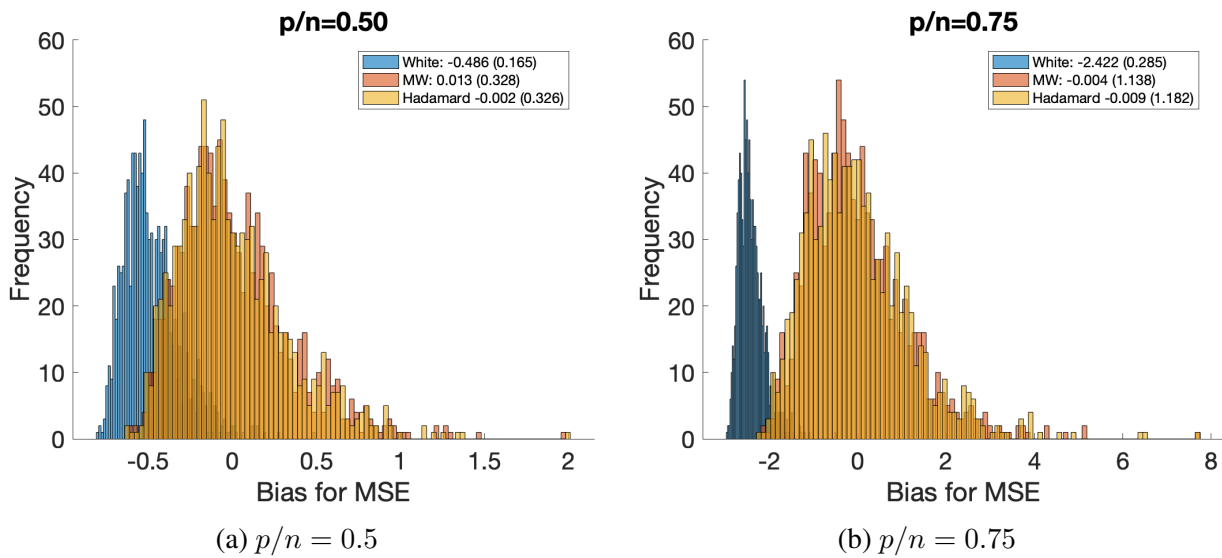 p/n=0.50
60
50
40
30
20
10
0
Frequency
White: -0.486 (0.165)
MW: 0.013 (0.328)
Hadamard -0.002 (0.326)
-0.5
0
0.5
1
1.5
2
Bias for MSE
(a) p/n = 0.5
p/n=0.75
60
50
40
30
20
10
0
Frequency
White: -2.422 (0.285)
MW: -0.004 (1.138)
Hadamard -0.009 (1.182)
-2
0
2
4
6
8
Bias for MSE
(b) p/n = 0.75